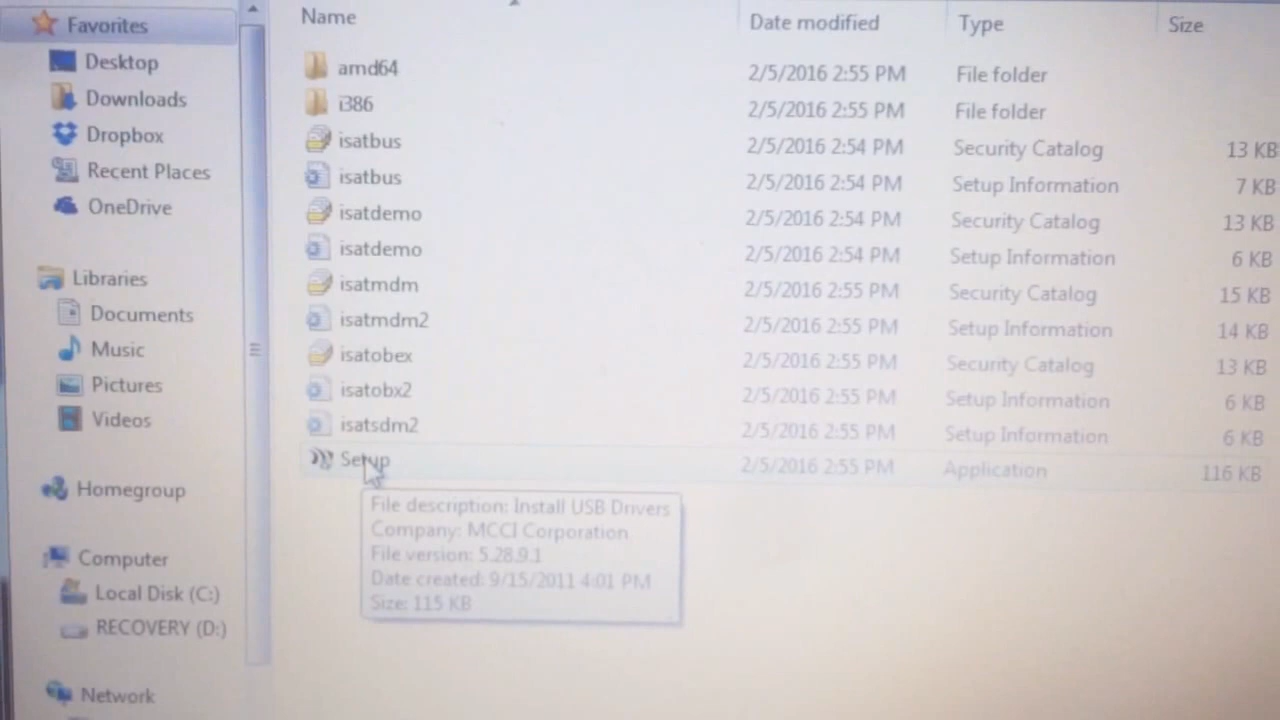 Favorites
Desktop
Downloads
Dropbox
Recent Places
OneDrive
Libraries
Documents
Music
Pictures
Videos
Homegroup
Computer
Local Disk (C:)
RECOVERY (D:)
Network
Name Date modified Type Size
amd64 2/5/2016 2:55 PM File folder
i386 2/5/2016 2:55 PM File folder
isatbus 2/5/2016 2:54 PM Security Catalog 13 KB
isatbus 2/5/2016 2:54 PM Setup Information 7 KB
isatdemo 2/5/2016 2:54 PM Security Catalog 13 KB
isatdemo 2/5/2016 2:54 PM Setup Information 6 KB
isatmdm 2/5/2016 2:55 PM Security Catalog 15 KB
isatmdm2 2/5/2016 2:55 PM Setup Information 14 KB
isatobex 2/5/2016 2:55 PM Security Catalog 13 KB
isatobx2 2/5/2016 2:55 PM Setup Information 6 KB
isatsdm2 2/5/2016 2:55 PM Setup Information 6 KB
Setup 2/5/2016 2:55 PM Application 116 KB
File description: Install USB Drivers
Company: MCCI Corporation
File version: 5.28.9.1
Date created: 9/15/2011 4:01 PM
Size: 115 KB